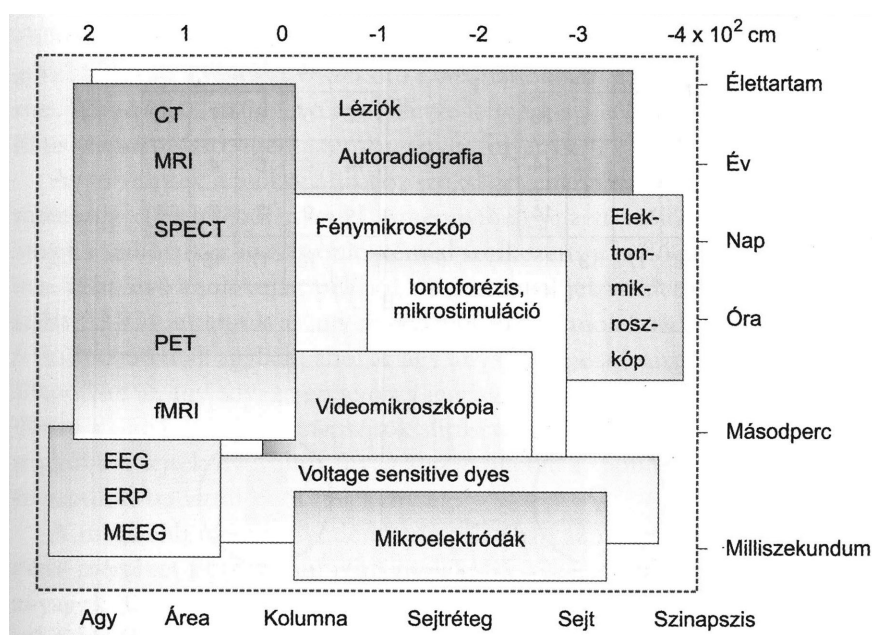 2 1 0 -1 -2 -3 -4 x 10² cm
Élettartam
CT
Léziók
MRI
Autoradiografia
Év
SPECT
Fénymikroszkóp
Elek-
tron-
mik-
rosz-
kóp
Nap
Iontoforézis,
mikrostimuláció
Óra
PET
fMRI
Videomikroszkópia
Másodperc
EEG
ERP
MEEG
Voltage sensitive dyes
Mikroelektródák
Milliszekundum
Agy Área Kolumna Sejtréteg Sejt Szinapszis